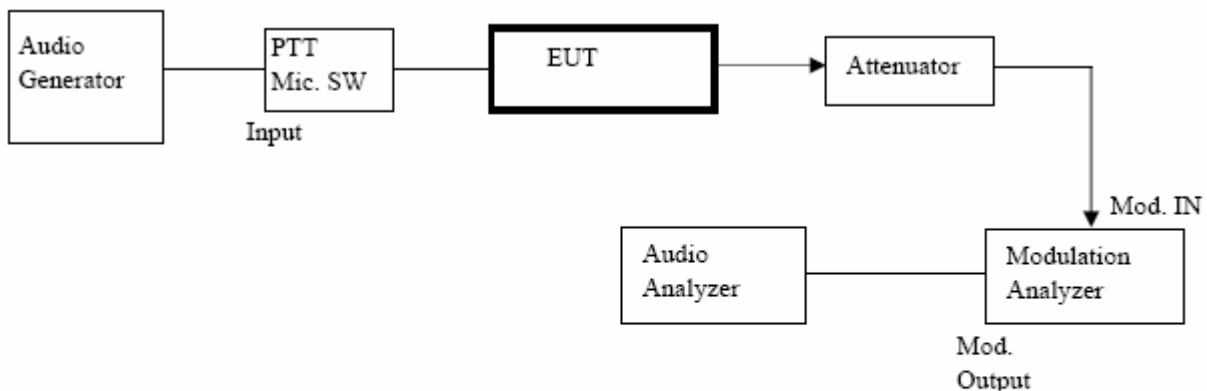 Audio
Generator
PTT
Mic. SW
Input
EUT
Attenuator
Mod. IN
Audio
Analyzer
Modulation
Analyzer
Mod.
Output